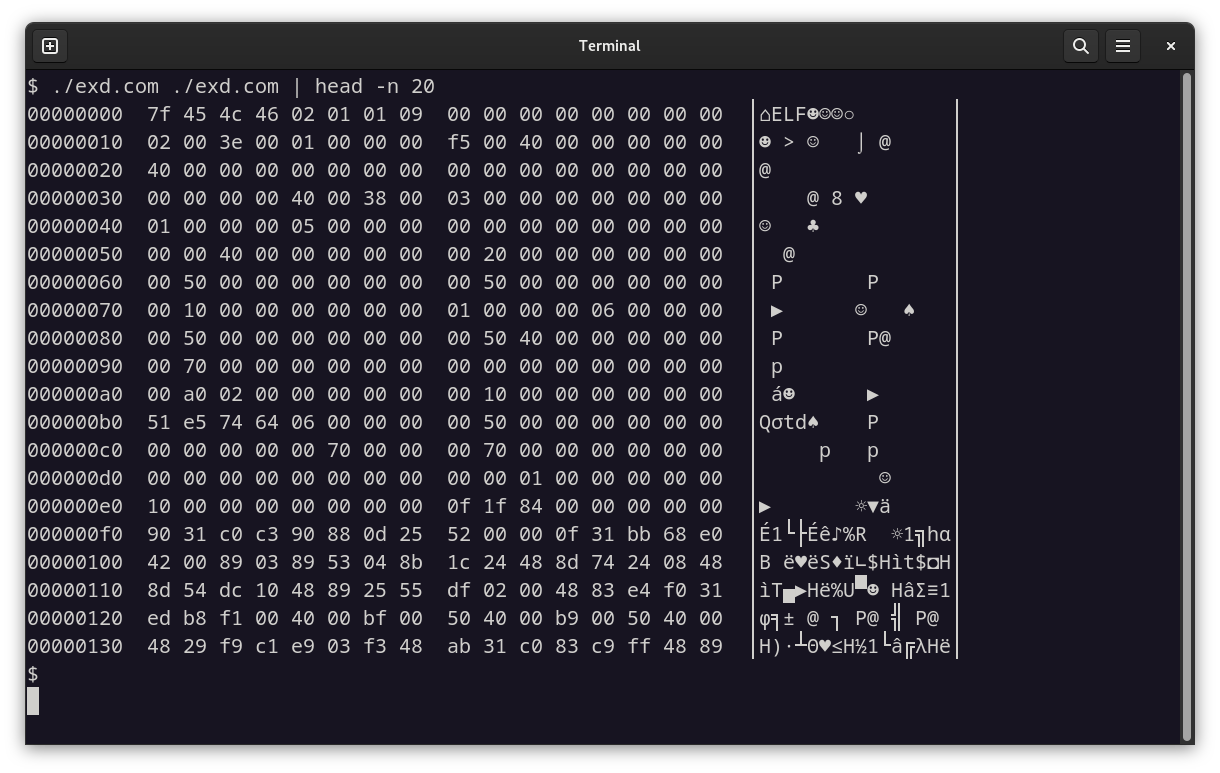 Terminal
$ ./exd.com ./exd.com | head -n 20
00000000  7f 45 4c 46 02 01 01 09  00 00 00 00 00 00 00 00  │⌂ELF☻☺☺○        │
00000010  02 00 3e 00 01 00 00 00  f5 00 40 00 00 00 00 00  │☻ > ☺   ⌡ @     │
00000020  40 00 00 00 00 00 00 00  00 00 00 00 00 00 00 00  │@               │
00000030  00 00 00 00 40 00 38 00  03 00 00 00 00 00 00 00  │    @ 8 ♥       │
00000040  01 00 00 00 05 00 00 00  00 00 00 00 00 00 00 00  │☺   ♣           │
00000050  00 00 40 00 00 00 00 00  00 20 00 00 00 00 00 00  │  @             │
00000060  00 50 00 00 00 00 00 00  00 50 00 00 00 00 00 00  │ P       P      │
00000070  00 10 00 00 00 00 00 00  01 00 00 00 06 00 00 00  │ ►      ☺   ♠   │
00000080  00 50 00 00 00 00 00 00  00 50 40 00 00 00 00 00  │ P       P@     │
00000090  00 70 00 00 00 00 00 00  00 00 00 00 00 00 00 00  │ p              │
000000a0  00 a0 02 00 00 00 00 00  00 10 00 00 00 00 00 00  │ á☻      ►      │
000000b0  51 e5 74 64 06 00 00 00  00 50 00 00 00 00 00 00  │Qσtd♠    P      │
000000c0  00 00 00 00 00 70 00 00  00 70 00 00 00 00 00 00  │     p   p      │
000000d0  00 00 00 00 00 00 00 00  00 00 01 00 00 00 00 00  │          ☺     │
000000e0  10 00 00 00 00 00 00 00  0f 1f 84 00 00 00 00 00  │►       ☼▼ä     │
000000f0  90 31 c0 c3 90 88 0d 25  52 00 00 0f 31 bb 68 e0  │É1└├Éê♪%R  ☼1╗hα│
00000100  42 00 89 03 89 53 04 8b  1c 24 48 8d 74 24 08 48  │B ë♥ëS♦ï∟$Hìt$◘H│
00000110  8d 54 dc 10 48 89 25 55  df 02 00 48 83 e4 f0 31  │ìT▄►Hë%U▀☻ HâΣ≡1│
00000120  ed b8 f1 00 40 00 bf 00  50 40 00 b9 00 50 40 00  │φ╕± @ ┐ P@ ╣ P@ │
00000130  48 29 f9 c1 e9 03 f3 48  ab 31 c0 83 c9 ff 48 89  │H)∙┴Θ♥≤H½1└â╔λHë│
$